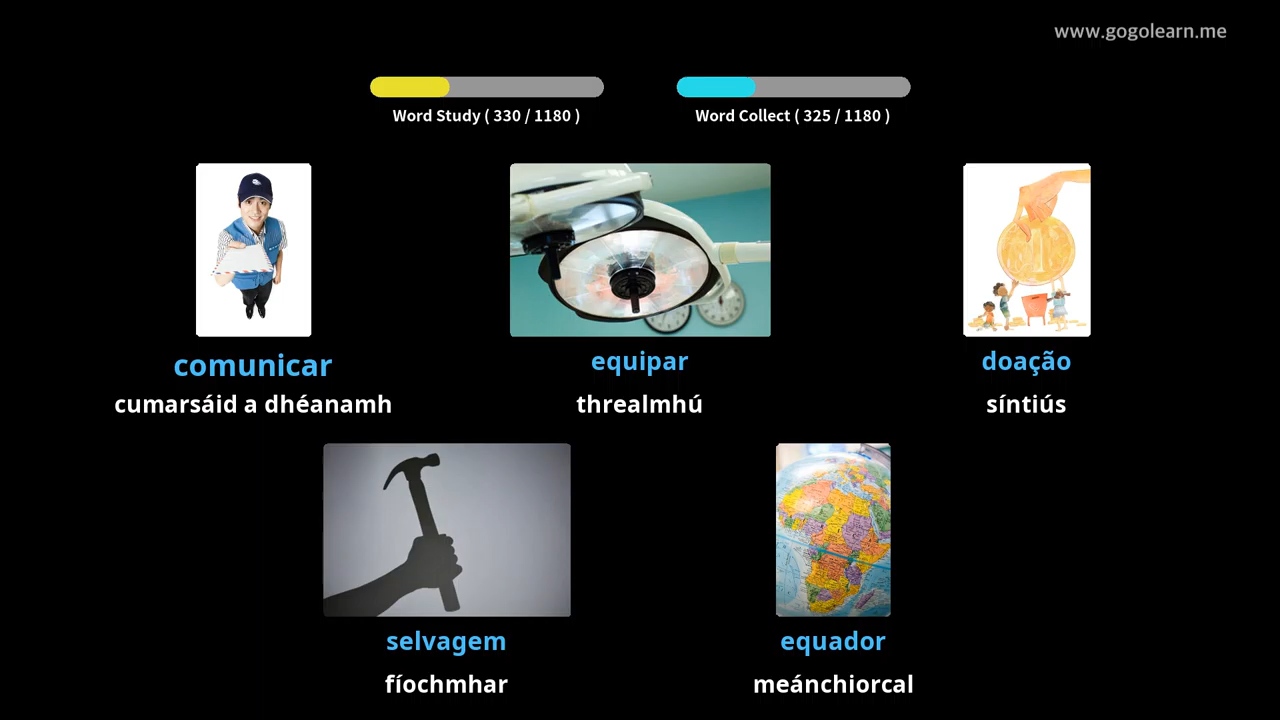 www.gogolearn.me
Word Study ( 330 / 1180 )
Word Collect ( 325 / 1180 )
comunicar
cumarsáid a dhéanamh
equipar
threalmhú
doação
síntiús
selvagem
fíochmhar
equador
meánchiorcal